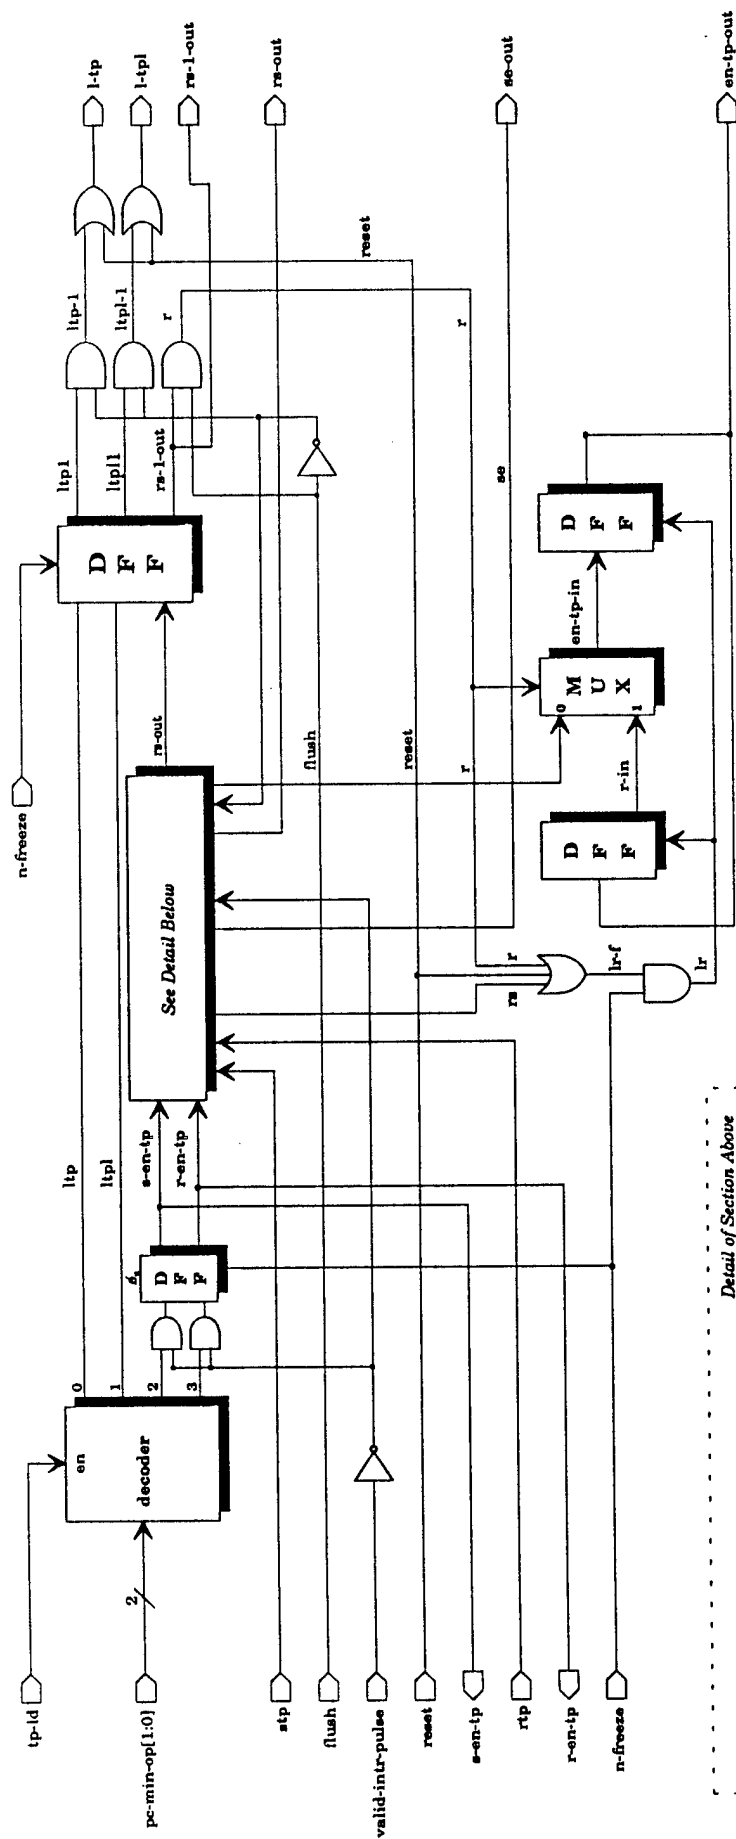 tp-ld
pc-min-op[1:0]
2
en
decoder
0
1
2
3
ltp
ltpl
D
F
F
s-en-tp
r-en-tp
See Detail Below
rs-out
n-freeze
D
F
F
ltp1
ltpl1
rs-1-out
ltp-1
ltpl-1
r
l-tp
l-tpl
rs-1-out
rs-out
reset
stp
flush
valid-intr-pulse
reset
s-en-tp
rtp
r-en-tp
n-freeze
flush
reset
r
r
se
se-out
rs
r
lr-f
lr
D
F
F
r-in
0
1
M
U
X
en-tp-in
D
F
F
en-tp-out
Detail of Section Above